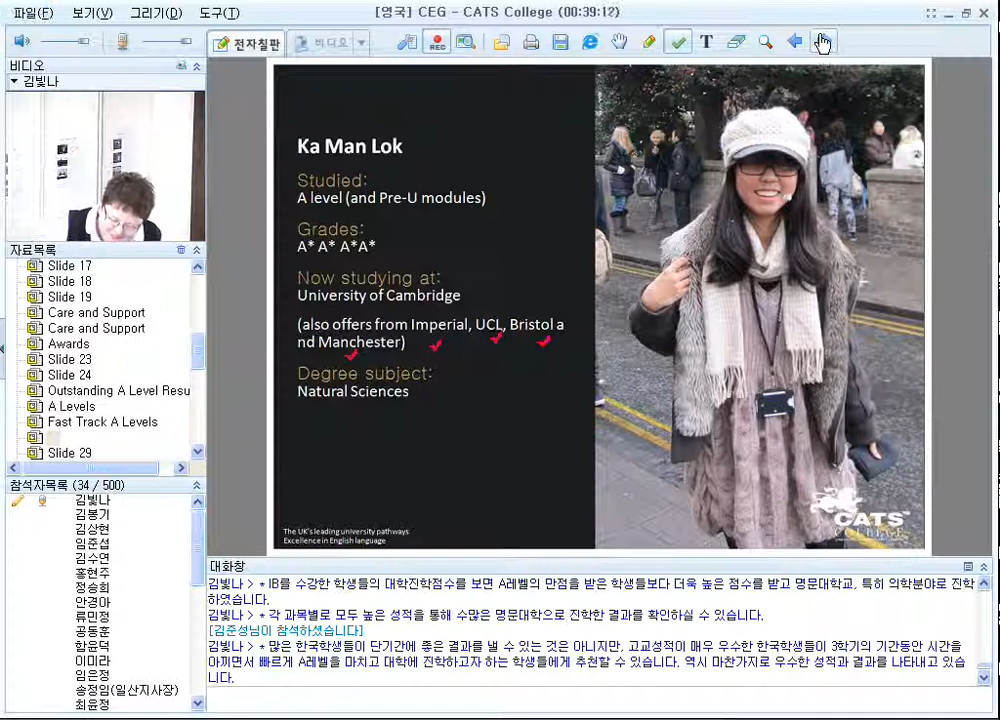 파일(F) 보기(V) 그리기(D) 도구(T)
[영국] CEG - CATS College (00:39:12)
전자칠판 비디오
REC
T
비디오
김빛나
자료목록
Slide 17
Slide 18
Slide 19
Care and Support
Care and Support
Awards
Slide 23
Slide 24
Outstanding A Level Resu
A Levels
Fast Track A Levels
Slide 29
참석자목록 (34 / 500)
김빛나
김봉기
김상현
임준섭
김수연
홍현주
정승희
안경아
류민정
공동훈
함윤덕
이미라
임은정
송정임(일산지사장)
최윤정
Ka Man Lok
Studied:
A level (and Pre-U modules)
Grades:
A* A* A*A*
Now studying at:
University of Cambridge
(also offers from Imperial, UCL, Bristol a
nd Manchester)
Degree subject:
Natural Sciences
The UK's leading university pathways
Excellence in English language
CATS
COLLEGE
대화창
김빛나 > * IB를 수강한 학생들의 대학진학점수를 보면 A레벨의 만점을 받은 학생들보다 더욱 높은 점수를 받고 명문대학교, 특히 의학분야로 진학
하였습니다.
김빛나 > * 각 과목별로 모두 높은 성적을 통해 수많은 명문대학으로 진학한 결과를 확인하실 수 있습니다.
[김준성님이 참석하셨습니다]
김빛나 > * 많은 한국학생들이 단기간에 좋은 결과를 낼 수 있는 것은 아니지만, 고교성적이 매우 우수한 한국학생들이 3학기의 기간동안 시간을
아끼면서 빠르게 A레벨을 마치고 대학에 진학하고자 하는 학생들에게 추천할 수 있습니다. 역시 마찬가지로 우수한 성적과 결과를 나타내고 있습
니다.